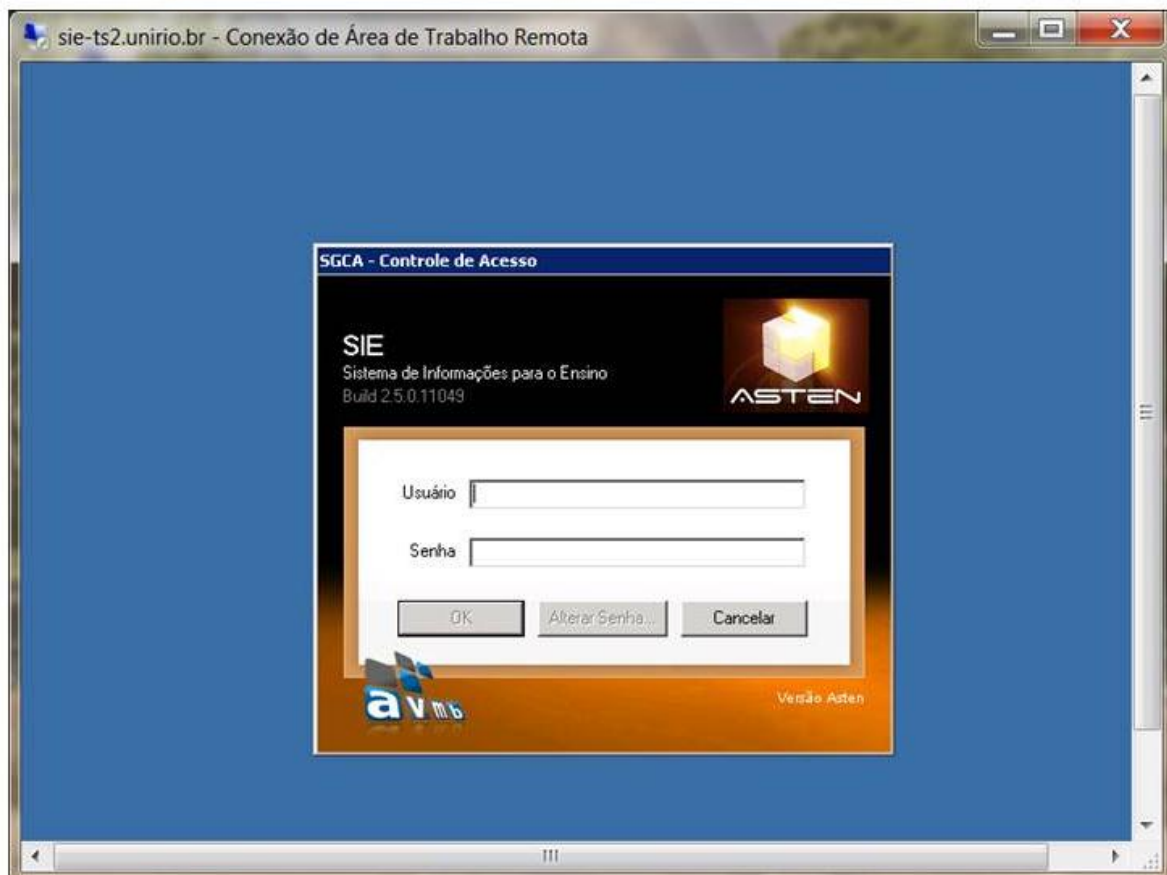 sie-ts2.unirio.br - Conexão de Área de Trabalho Remota
SGCA - Controle de Acesso
SIE
Sistema de Informações para o Ensino
Build 2.5.0.11049
ASTEN
Usuário
Senha
OK
Alterar Senha...
Cancelar
avmb
Versão Asten